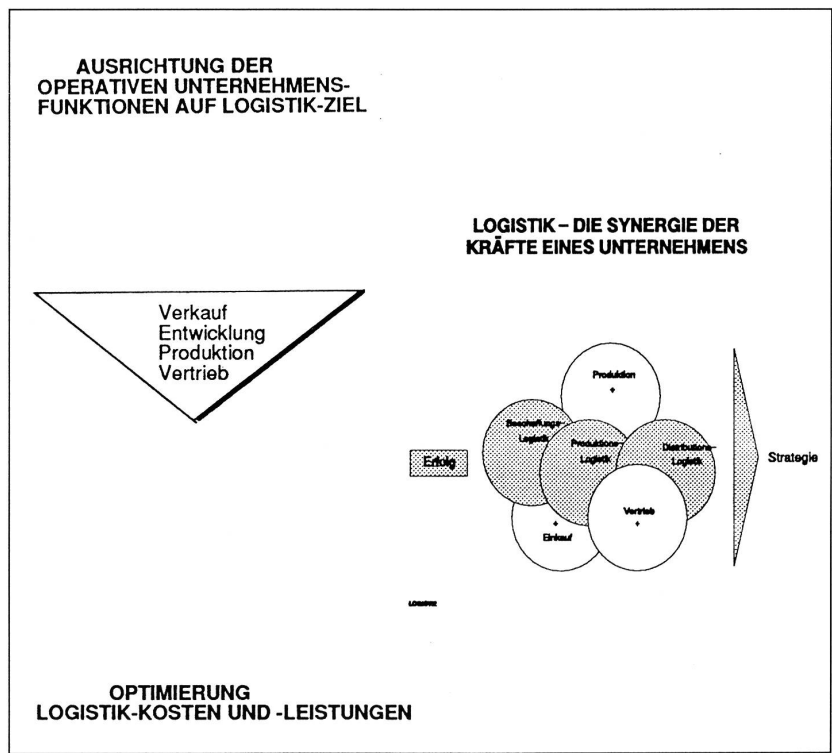 AUSRICHTUNG DER
OPERATIVEN UNTERNEHMENS-
FUNKTIONEN AUF LOGISTIK-ZIEL
Verkauf
Entwicklung
Produktion
Vertrieb
OPTIMIERUNG
LOGISTIK-KOSTEN UND -LEISTUNGEN
LOGISTIK – DIE SYNERGIE DER
KRÄFTE EINES UNTERNEHMENS
Erfolg
Produktion
+
Beschaffungs-
Logistik
Produktions-
Logistik
Distributions-
Logistik
+
Einkauf
Vertrieb
+
Strategie